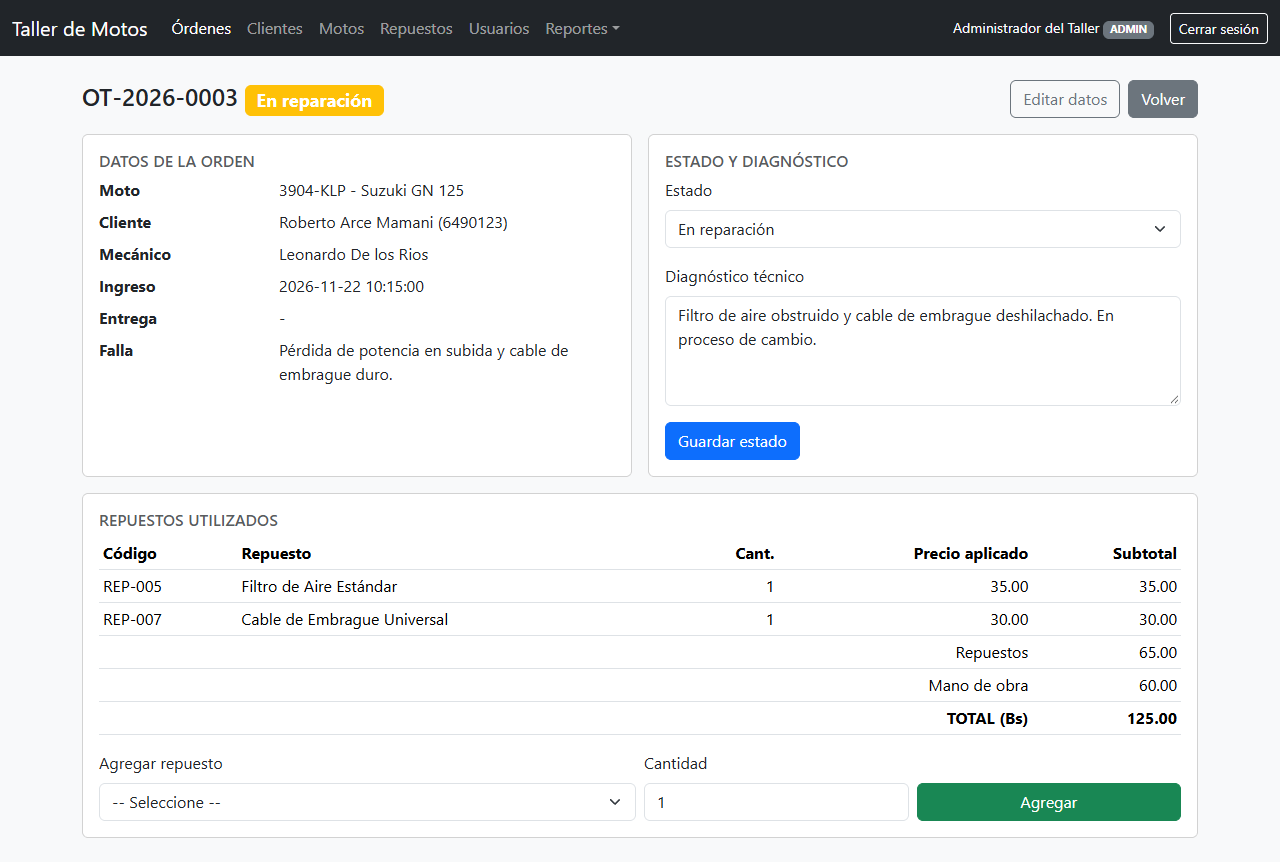 Taller de Motos Órdenes Clientes Motos Repuestos Usuarios Reportes Administrador del Taller ADMIN Cerrar sesión
OT-2026-0003 En reparación Editar datos Volver
DATOS DE LA ORDEN
Moto 3904-KLP - Suzuki GN 125
Cliente Roberto Arce Mamani (6490123)
Mecánico Leonardo De los Rios
Ingreso 2026-11-22 10:15:00
Entrega -
Falla Pérdida de potencia en subida y cable de
embrague duro.
ESTADO Y DIAGNÓSTICO
Estado
En reparación
Diagnóstico técnico
Filtro de aire obstruido y cable de embrague deshilachado. En
proceso de cambio.
Guardar estado
REPUESTOS UTILIZADOS
Código Repuesto Cant. Precio aplicado Subtotal
REP-005 Filtro de Aire Estándar 1 35.00 35.00
REP-007 Cable de Embrague Universal 1 30.00 30.00
Repuestos 65.00
Mano de obra 60.00
TOTAL (Bs) 125.00
Agregar repuesto Cantidad
-- Seleccione -- 1 Agregar